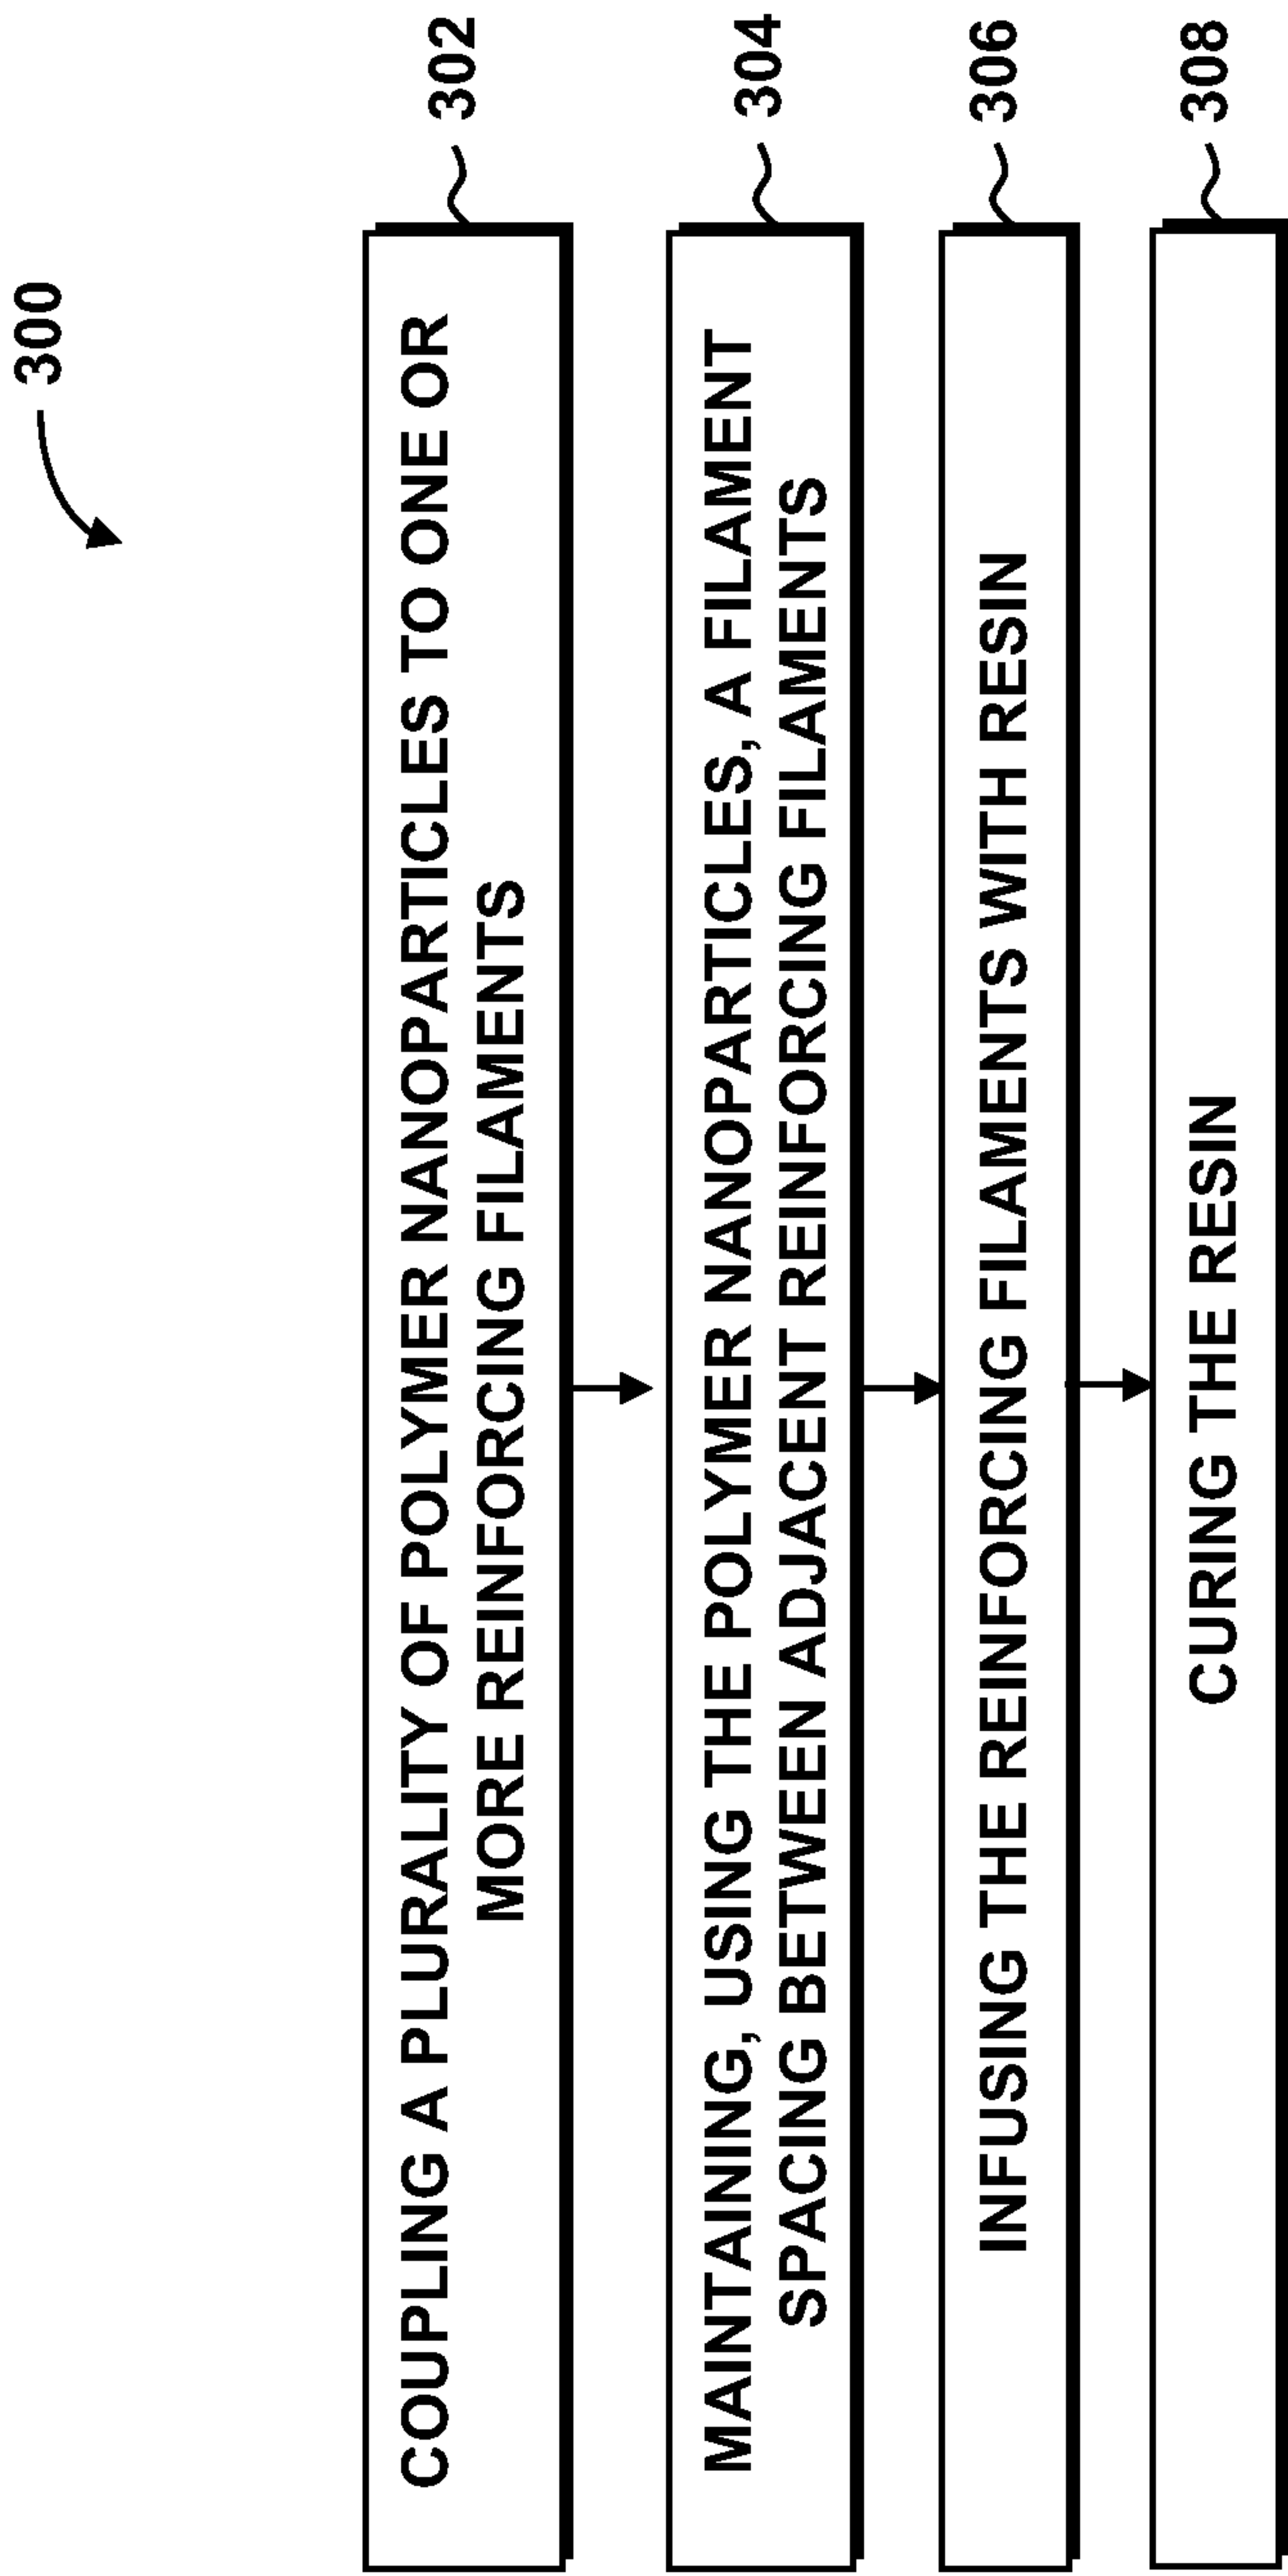 300
COUPLING A PLURALITY OF POLYMER NANOPARTICLES TO ONE OR
MORE REINFORCING FILAMENTS
302
MAINTAINING, USING THE POLYMER NANOPARTICLES, A FILAMENT
SPACING BETWEEN ADJACENT REINFORCING FILAMENTS
304
INFUSING THE REINFORCING FILAMENTS WITH RESIN
306
CURING THE RESIN
308